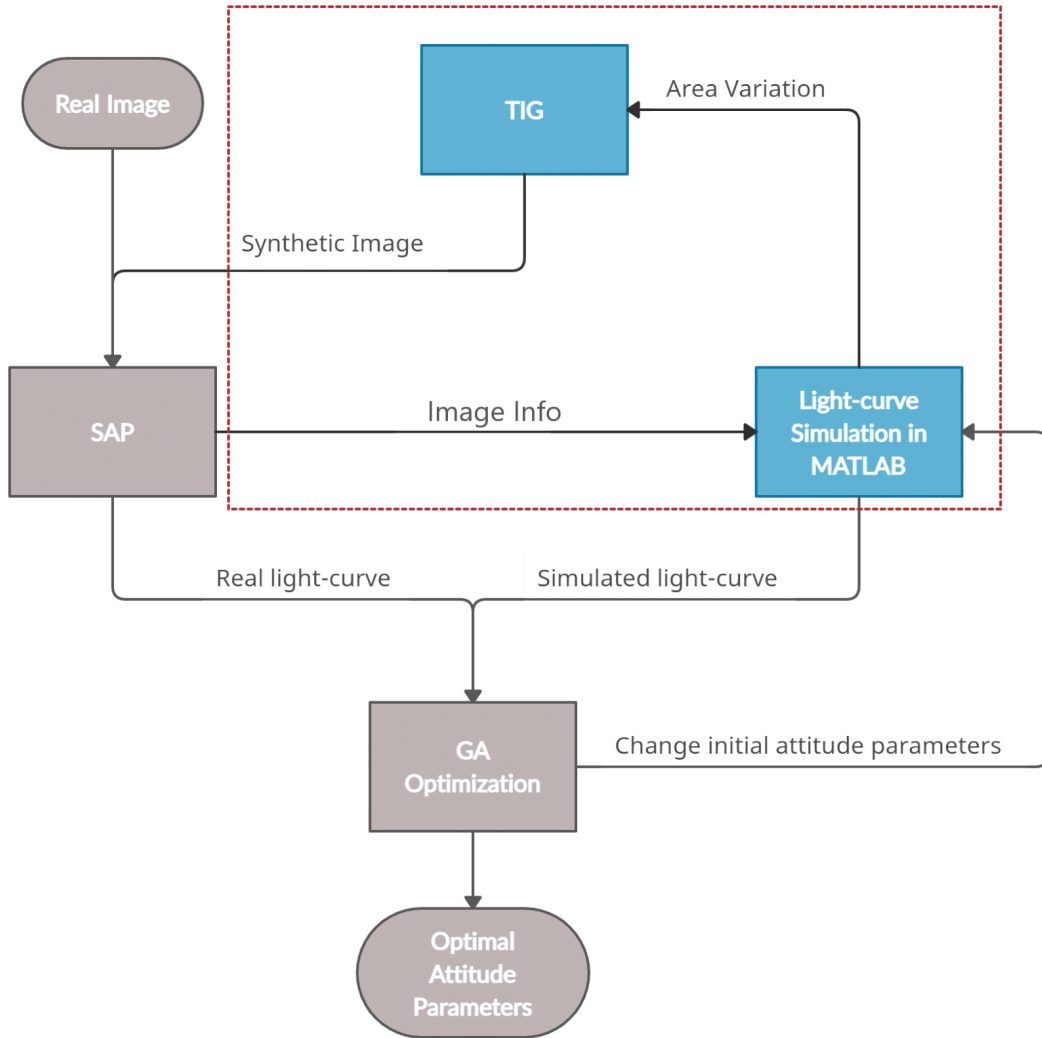 Real Image
TIG
Area Variation
Synthetic Image
SAP
Image Info
Light-curve
Simulation in
MATLAB
Real light-curve
Simulated light-curve
GA
Optimization
Change initial attitude parameters
Optimal
Attitude
Parameters